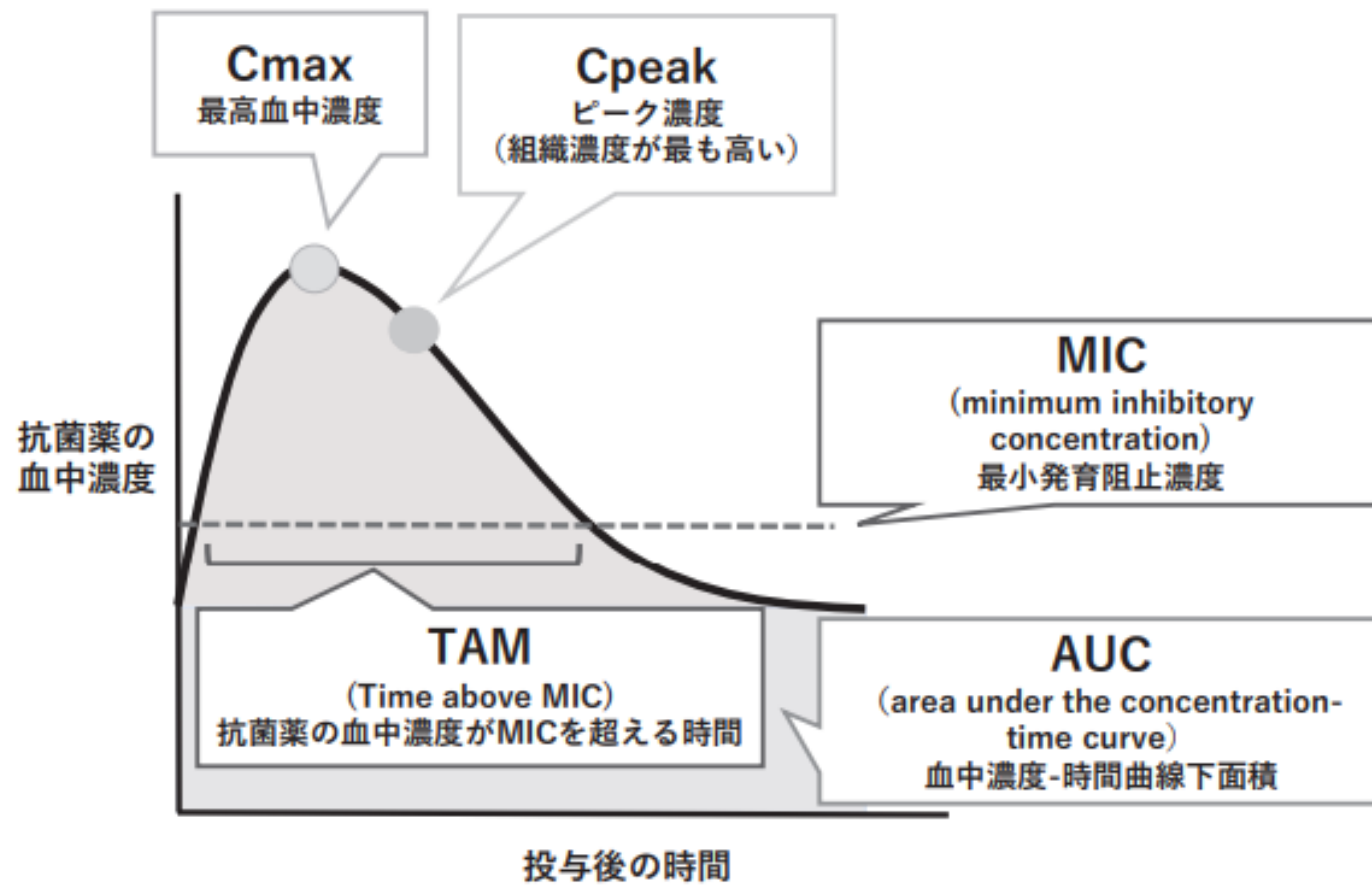 Cmax
最高血中濃度
Cpeak
ピーク濃度
（組織濃度が最も高い）
抗菌薬の
血中濃度
MIC
（minimum inhibitory
concentration）
最小発育阻止濃度
TAM
（Time above MIC）
抗菌薬の血中濃度がMICを超える時間
AUC
（area under the concentration-
time curve）
血中濃度-時間曲線下面積
投与後の時間